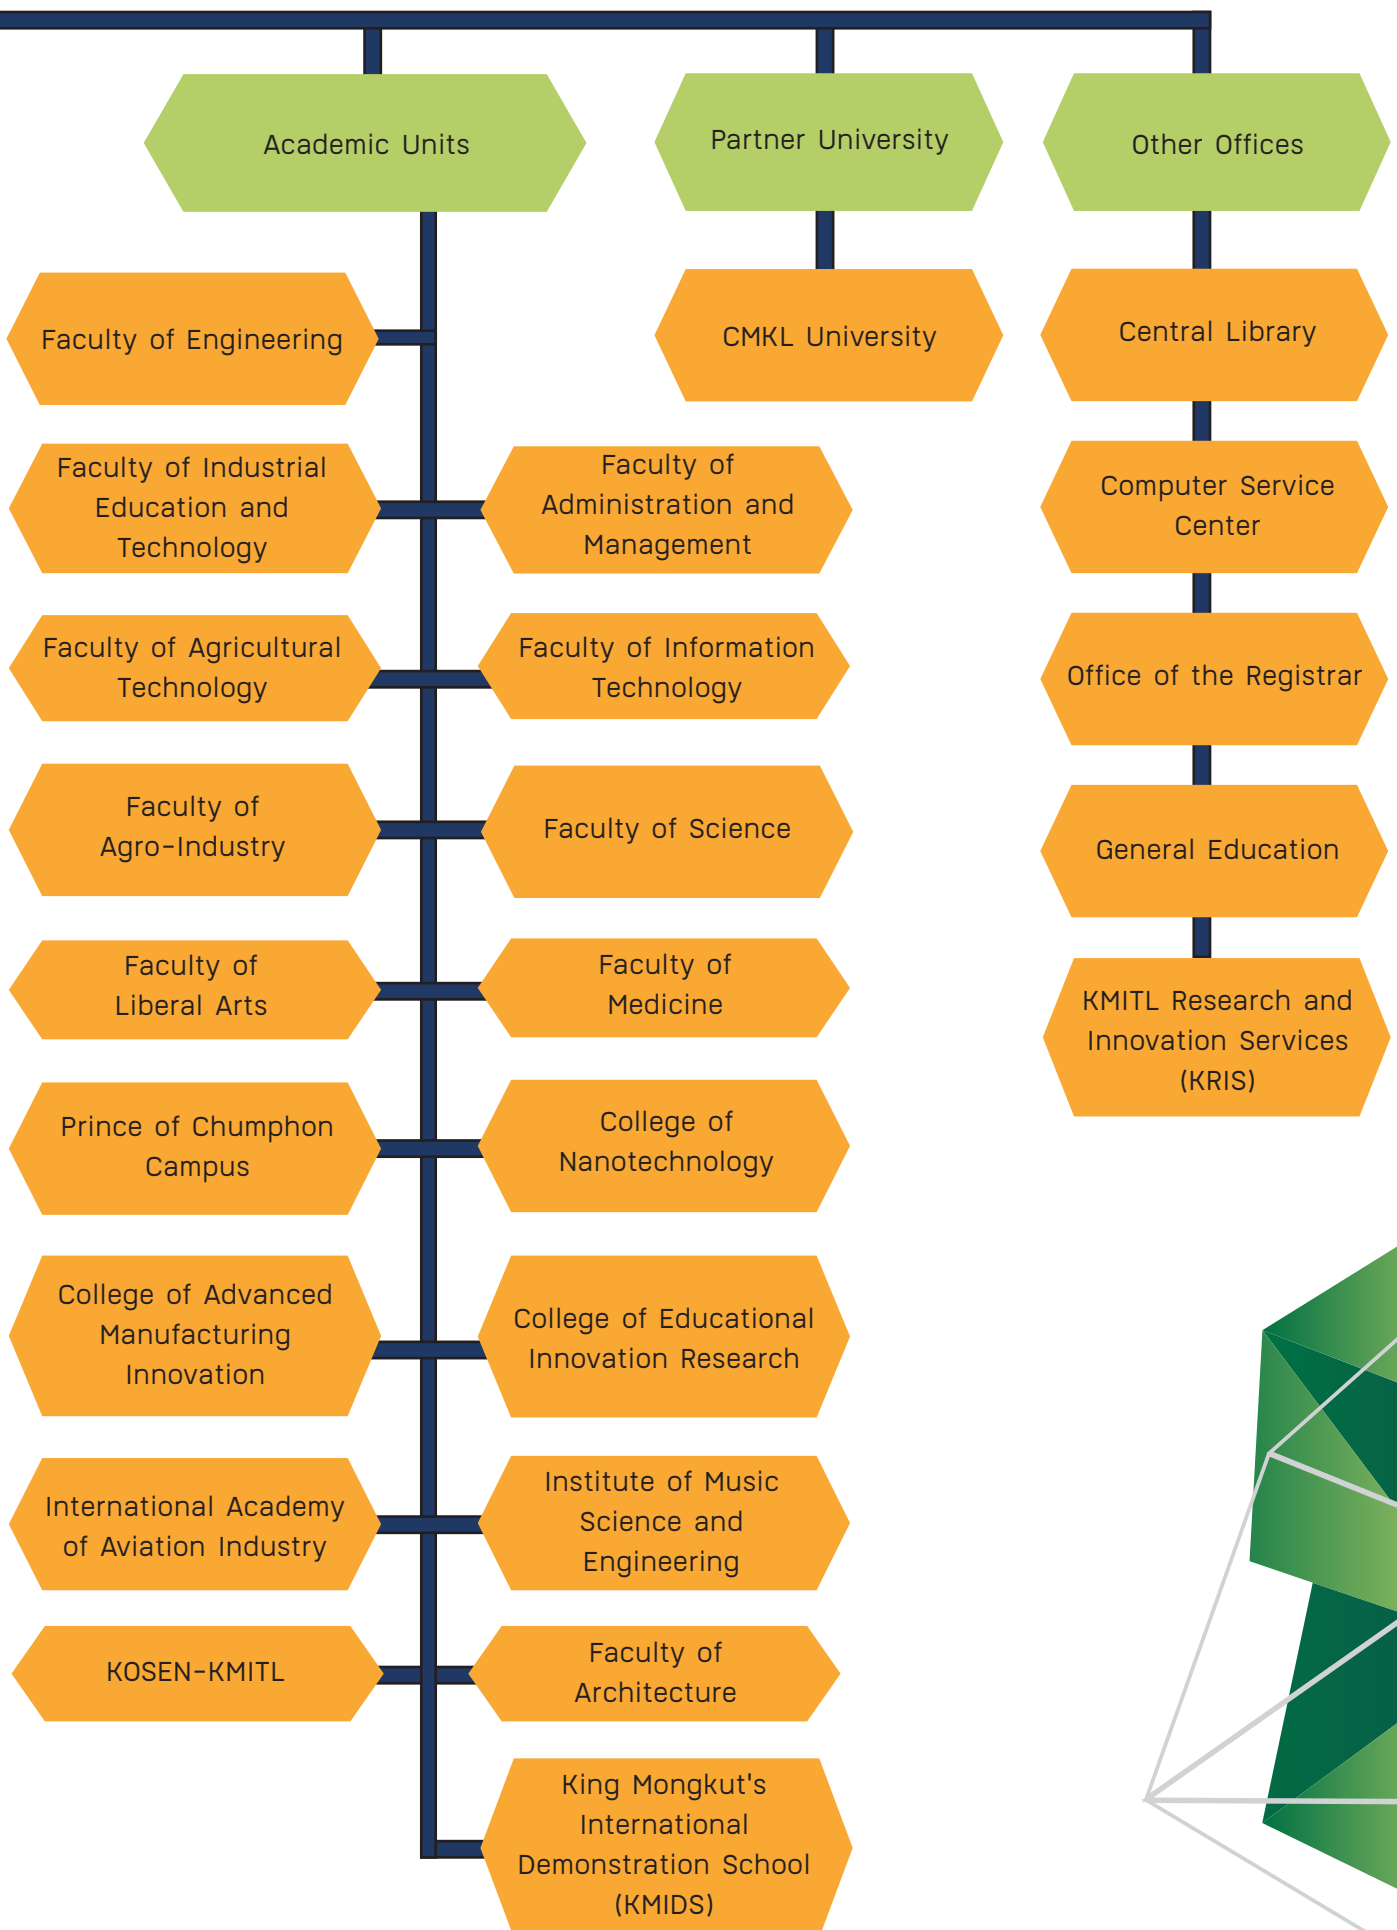 Academic Units
Partner University
Other Offices
Faculty of Engineering
CMKL University
Central Library
Faculty of Industrial
Education and
Technology
Faculty of
Administration and
Management
Computer Service
Center
Faculty of Agricultural
Technology
Faculty of Information
Technology
Office of the Registrar
Faculty of
Agro-Industry
Faculty of Science
General Education
Faculty of
Liberal Arts
Faculty of
Medicine
KMITL Research and
Innovation Services
(KRIS)
Prince of Chumphon
Campus
College of
Nanotechnology
College of Advanced
Manufacturing
Innovation
College of Educational
Innovation Research
International Academy
of Aviation Industry
Institute of Music
Science and
Engineering
KOSEN-KMITL
Faculty of
Architecture
King Mongkut's
International
Demonstration School
(KMIDS)